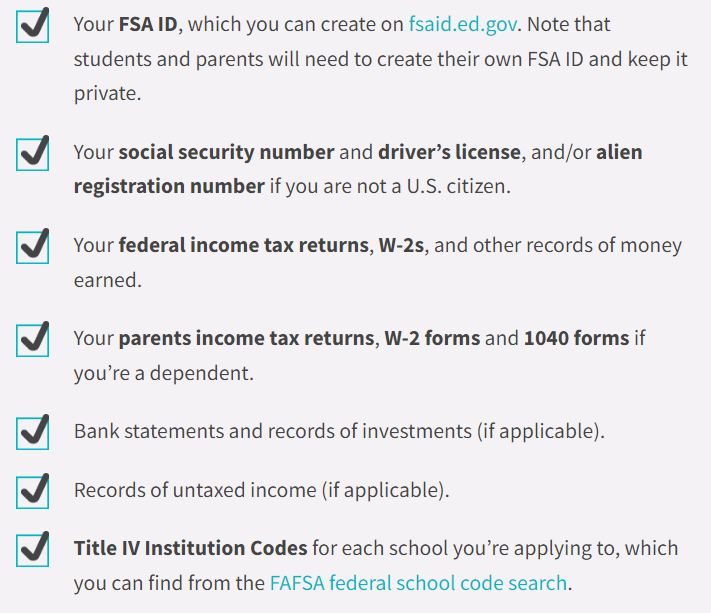 Your FSA ID, which you can create on fsaid.ed.gov. Note that
students and parents will need to create their own FSA ID and keep it
private.
Your social security number and driver’s license, and/or alien
registration number if you are not a U.S. citizen.
Your federal income tax returns, W-2s, and other records of money
earned.
Your parents income tax returns, W-2 forms and 1040 forms if
you’re a dependent.
Bank statements and records of investments (if applicable).
Records of untaxed income (if applicable).
Title IV Institution Codes for each school you’re applying to, which
you can find from the FAFSA federal school code search.